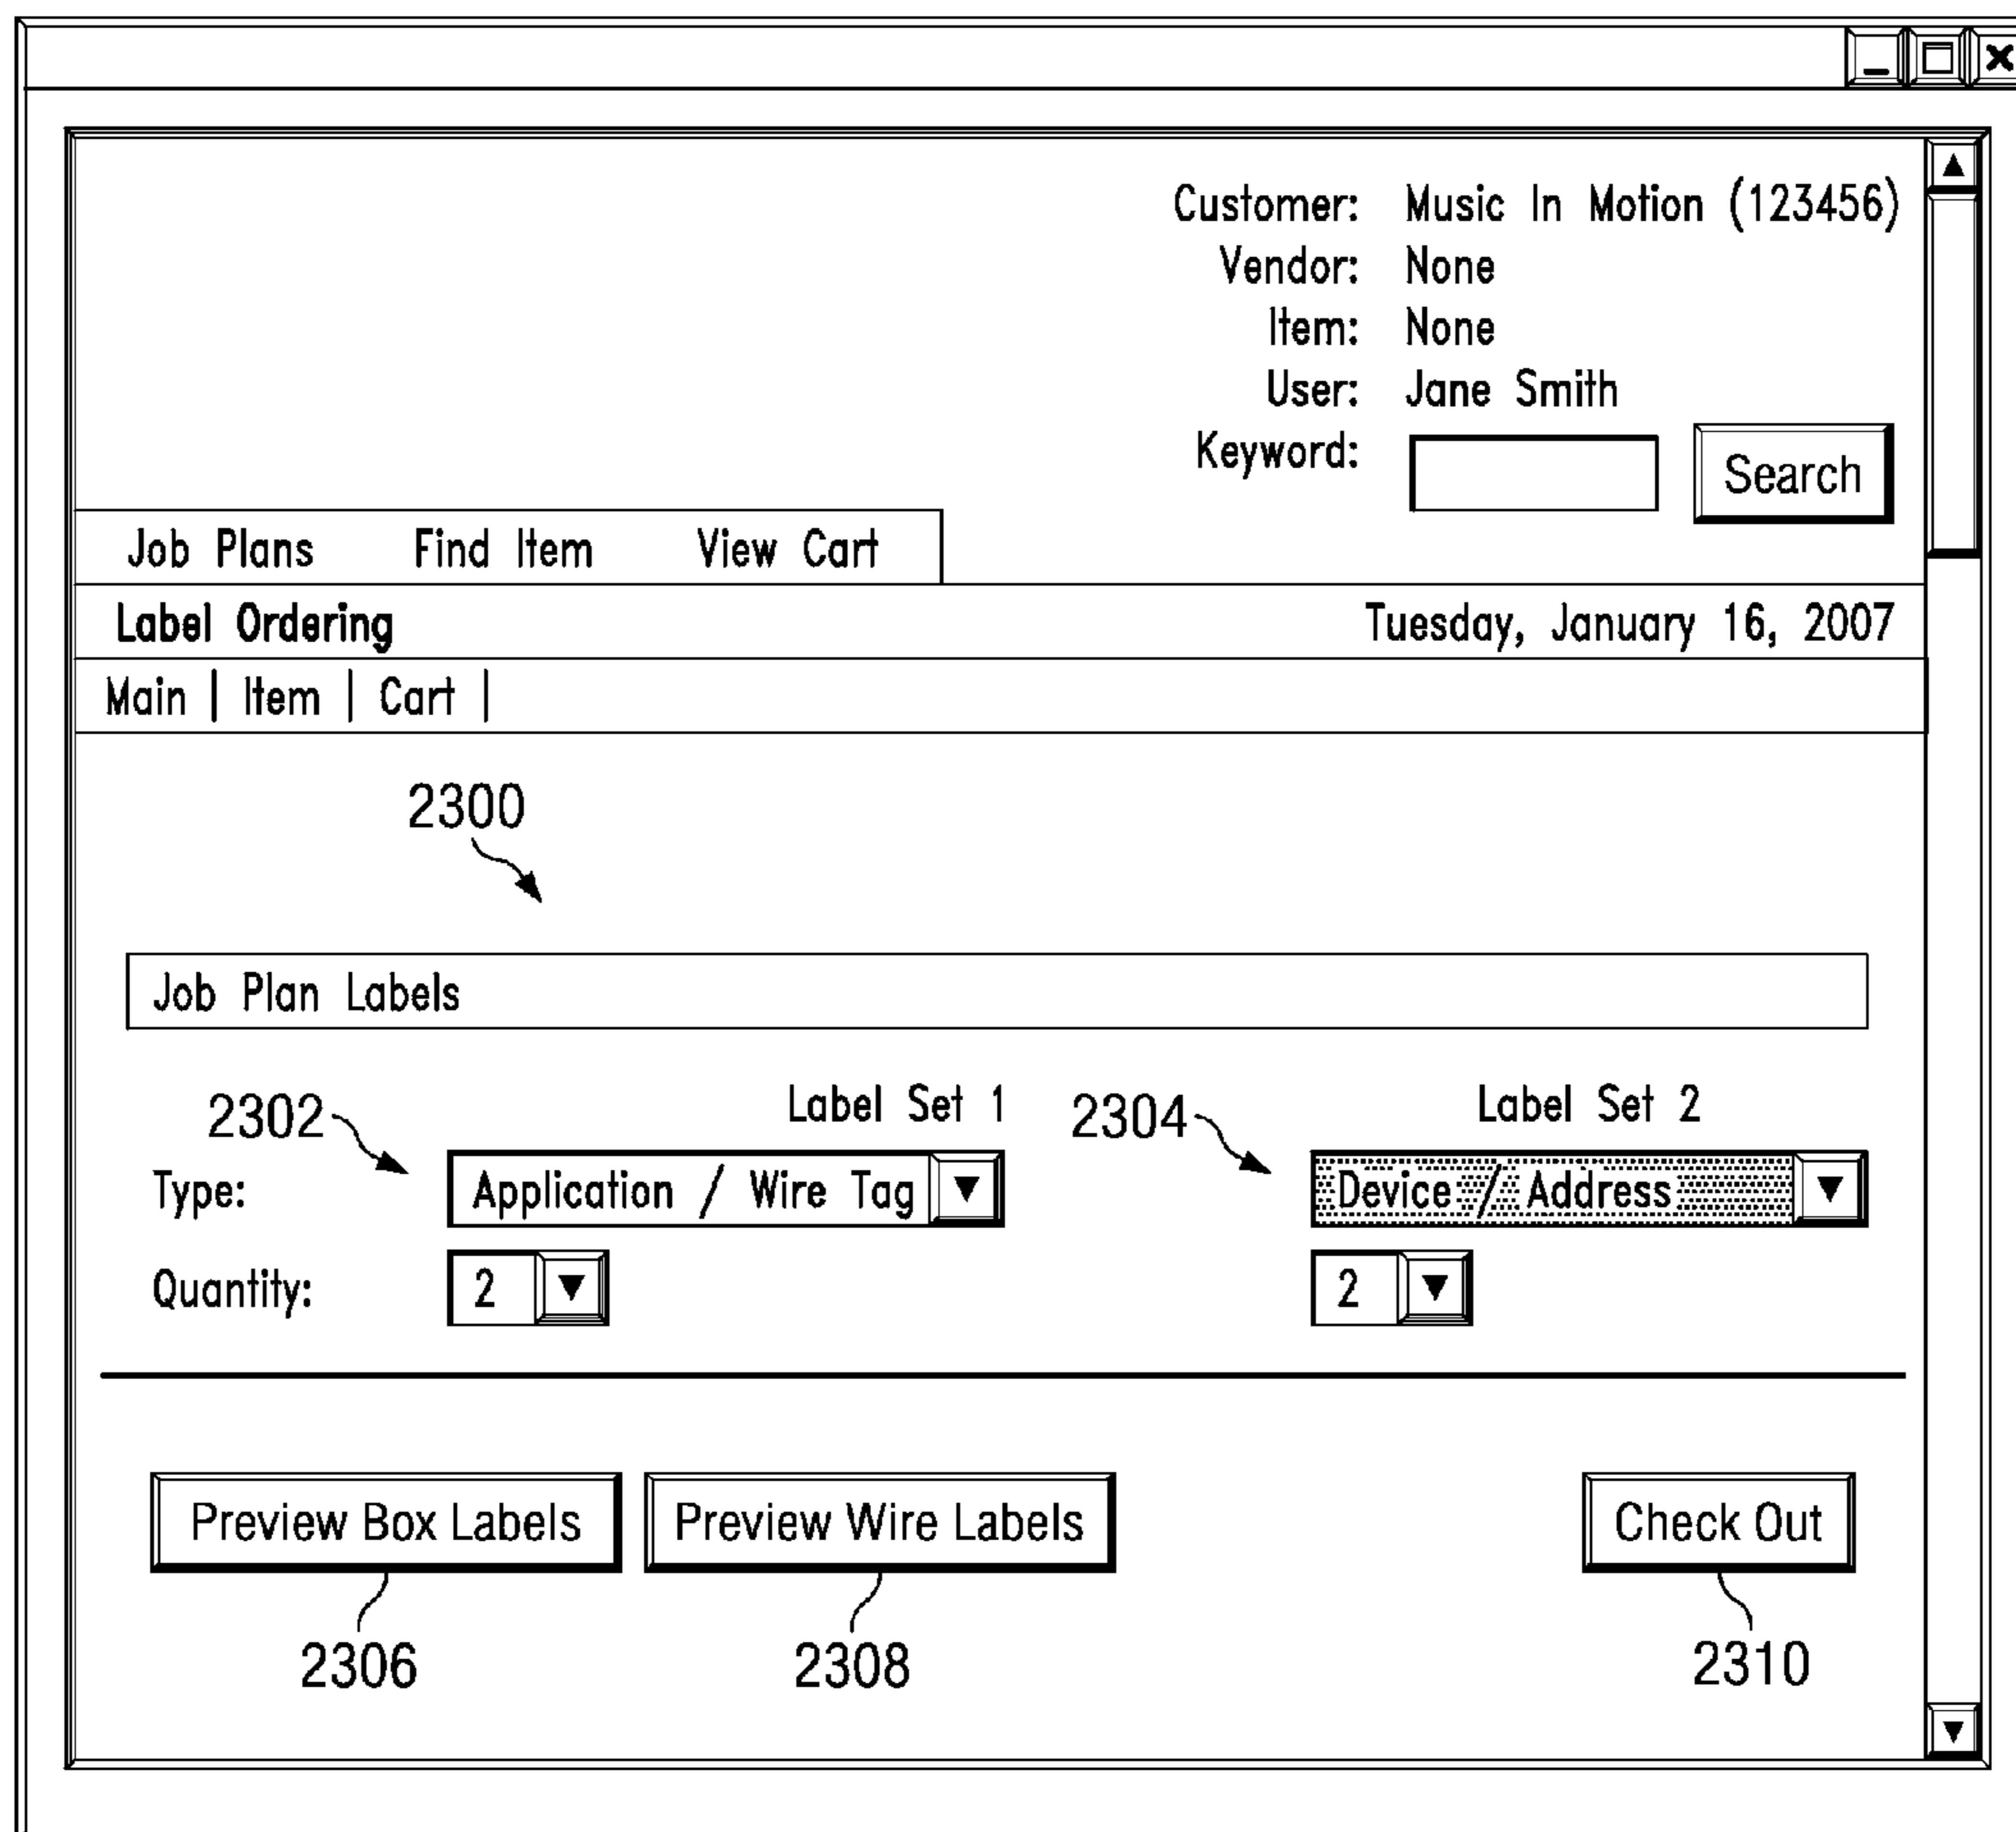 Customer: Music In Motion (123456)
Vendor: None
Item: None
User: Jane Smith
Keyword: Search
Job Plans Find Item View Cart
Label Ordering Tuesday, January 16, 2007
Main | Item | Cart |
2300
Job Plan Labels
2302 Label Set 1 2304 Label Set 2
Type: Application / Wire Tag Device / Address
Quantity: 2 2
Preview Box Labels Preview Wire Labels Check Out
2306 2308 2310